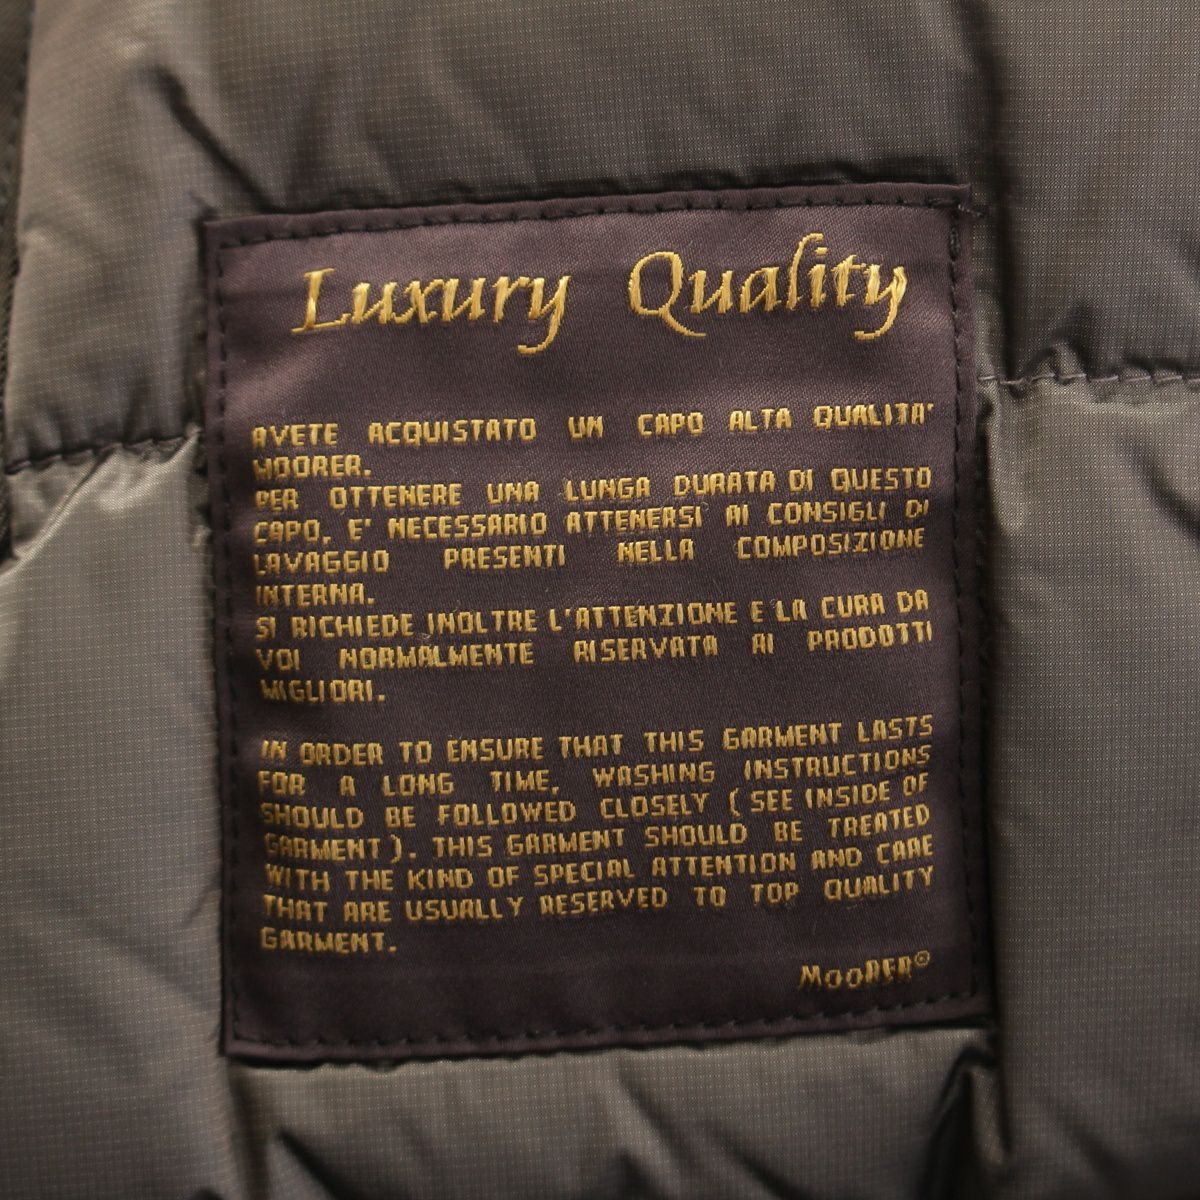 Luxury Quality
AVETE ACQUISTATO UN CAPO ALTA QUALITA'
MOORER.
PER OTTENERE UNA LUNGA DURATA DI QUESTO
CAPO, E' NECESSARIO ATTENERSI AI CONSIGLI DI
LAVAGGIO PRESENTI NELLA COMPOSIZIONE
INTERNA.
SI RICHIEDE INOLTRE L'ATTENZIONE E LA CURA DA
VOI NORMALMENTE RISERVATA AI PRODOTTI
MIGLIORI.
IN ORDER TO ENSURE THAT THIS GARMENT LASTS
FOR A LONG TIME, WASHING INSTRUCTIONS
SHOULD BE FOLLOWED CLOSELY (SEE INSIDE OF
GARMENT). THIS GARMENT SHOULD BE TREATED
WITH THE KIND OF SPECIAL ATTENTION AND CARE
THAT ARE USUALLY RESERVED TO TOP QUALITY
GARMENT.
MOORER®